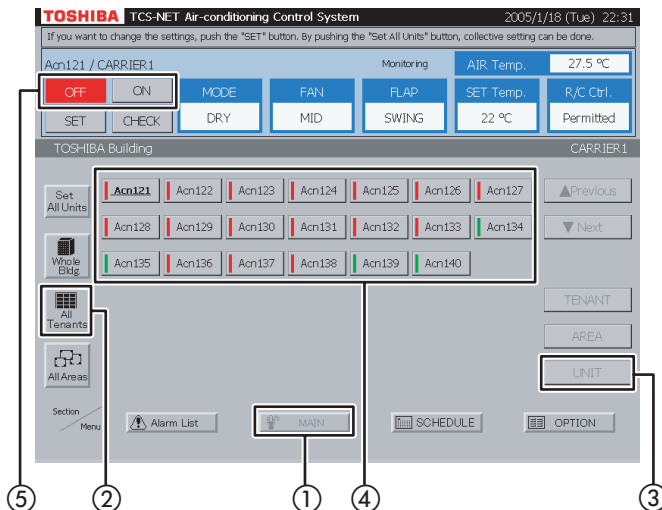 TOSHIBA TCS-NET Air-conditioning Control System 2005/1/18 (Tue) 22:31
If you want to change the settings, push the "SET" button. By pushing the "Set All Units" button, collective setting can be done.
Acn121 / CARRIER1 Monitoring AIR Temp. 27.5 ℃
OFF ON MODE FAN FLAP SET Temp. R/C Ctrl.
SET CHECK DRY MID SWING 22 ℃ Permitted
TOSHIBA Building CARRIER1
Set All Units
Acn121 Acn122 Acn123 Acn124 Acn125 Acn126 Acn127
▲Previous
Acn128 Acn129 Acn130 Acn131 Acn132 Acn133 Acn134
▼ Next
Whole Bldg.
Acn135 Acn136 Acn137 Acn138 Acn139 Acn140
All Tenants
TENANT
AREA
All Areas
UNIT
Section / Menu
Alarm List MAIN SCHEDULE OPTION
⑤ ② ① ④ ③